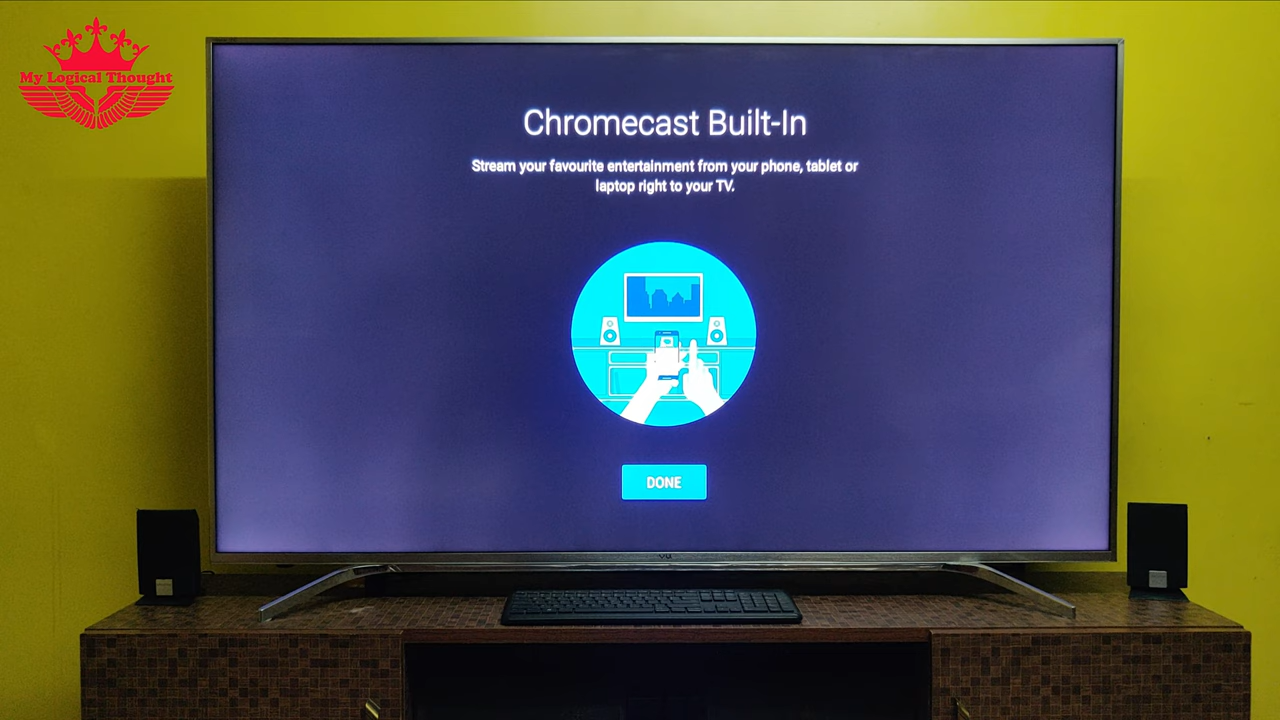 My Logical Thought
Chromecast Built-In
Stream your favourite entertainment from your phone, tablet or
laptop right to your TV.
DONE
vu